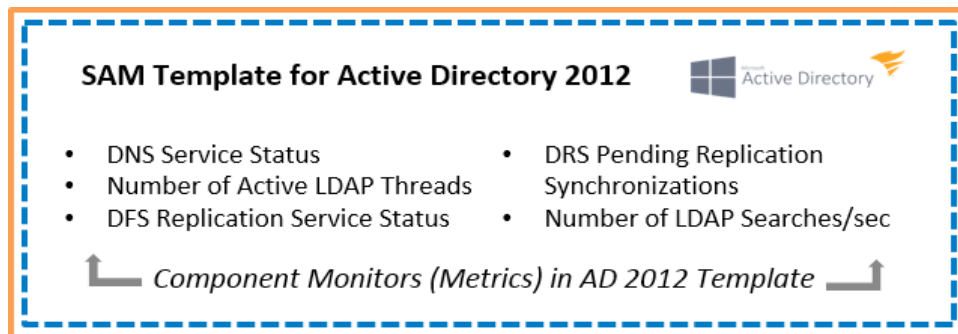 SAM Template for Active Directory 2012
Microsoft
Active Directory
• DNS Service Status
• Number of Active LDAP Threads
• DFS Replication Service Status
• DRS Pending Replication
Synchronizations
• Number of LDAP Searches/sec
Component Monitors (Metrics) in AD 2012 Template